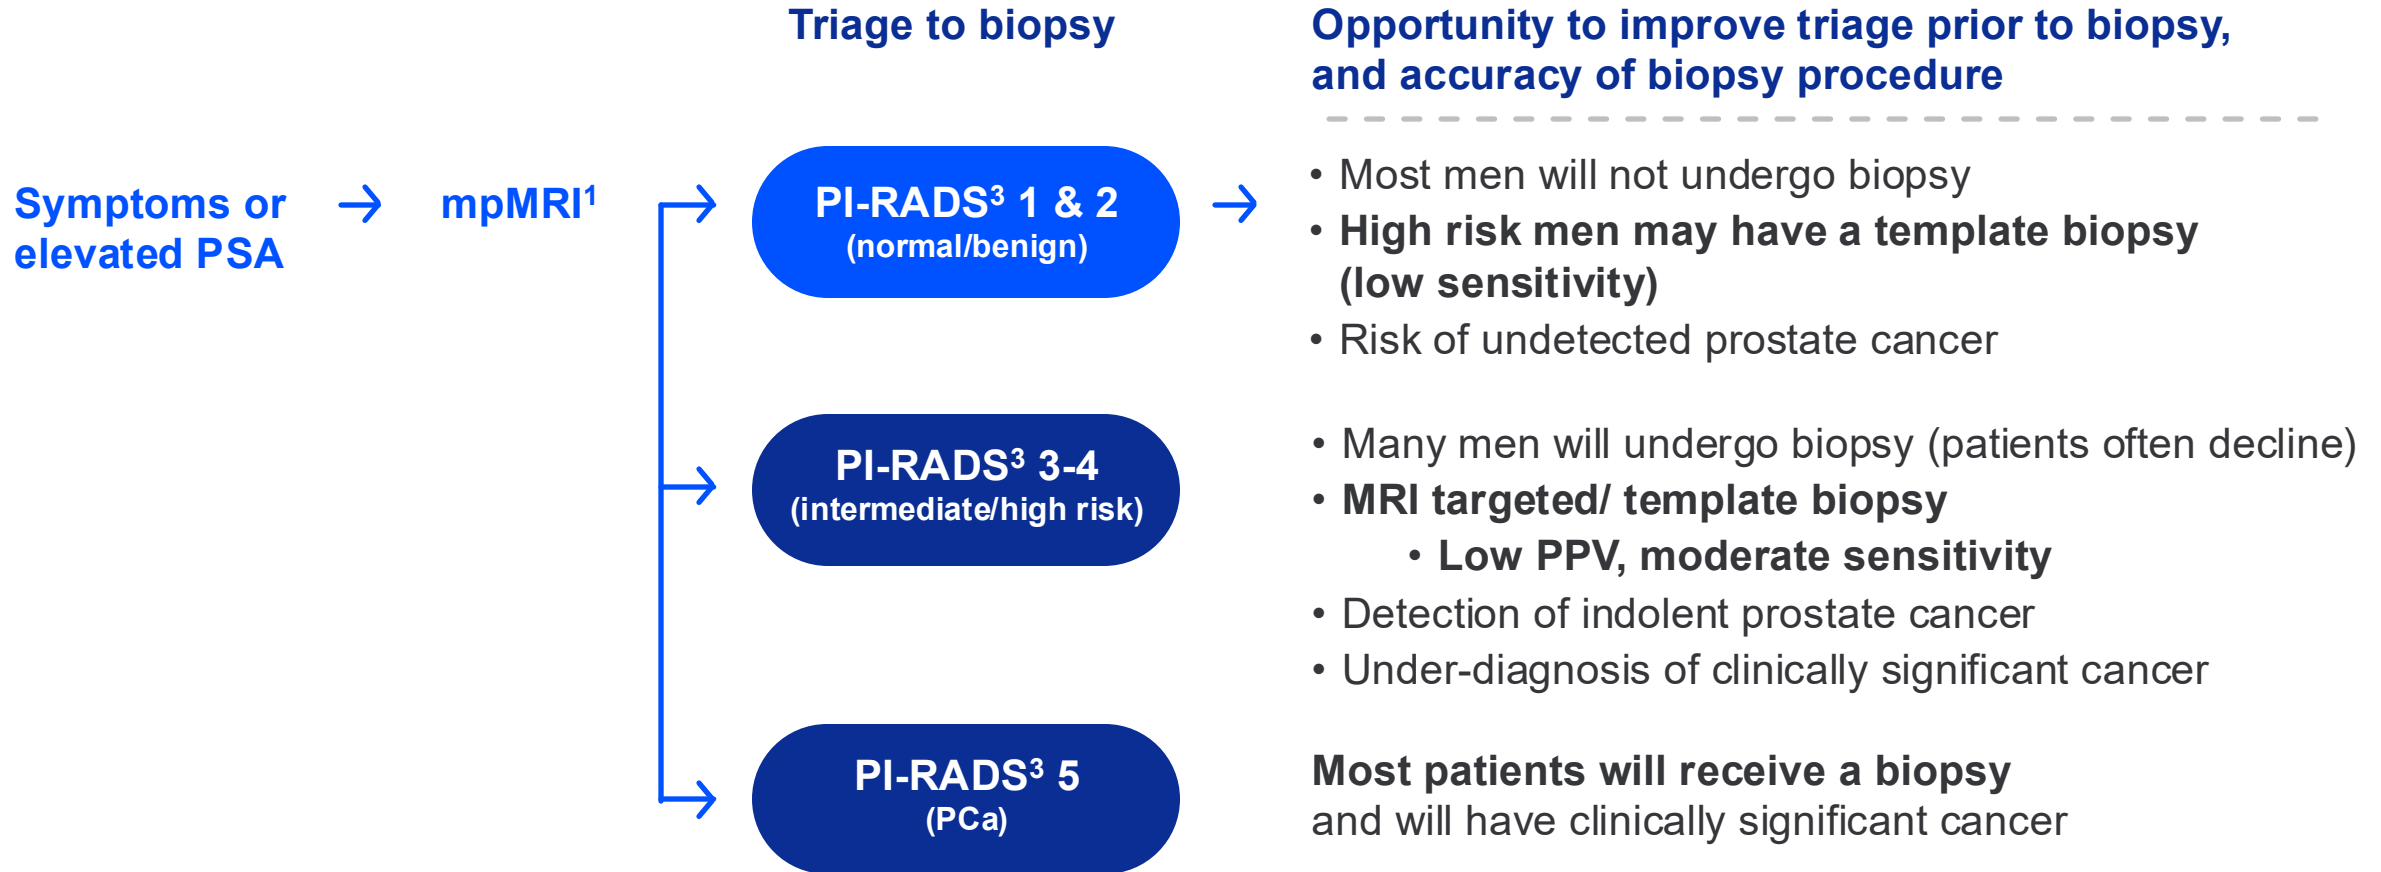 Triage to biopsy
Opportunity to improve triage prior to biopsy,
and accuracy of biopsy procedure
Symptoms or
elevated PSA
mpMRI¹
PI-RADS³ 1 & 2
(normal/benign)
• Most men will not undergo biopsy
• High risk men may have a template biopsy
(low sensitivity)
• Risk of undetected prostate cancer
PI-RADS³ 3-4
(intermediate/high risk)
• Many men will undergo biopsy (patients often decline)
• MRI targeted/ template biopsy
• Low PPV, moderate sensitivity
• Detection of indolent prostate cancer
• Under-diagnosis of clinically significant cancer
PI-RADS³ 5
(PCa)
Most patients will receive a biopsy
and will have clinically significant cancer